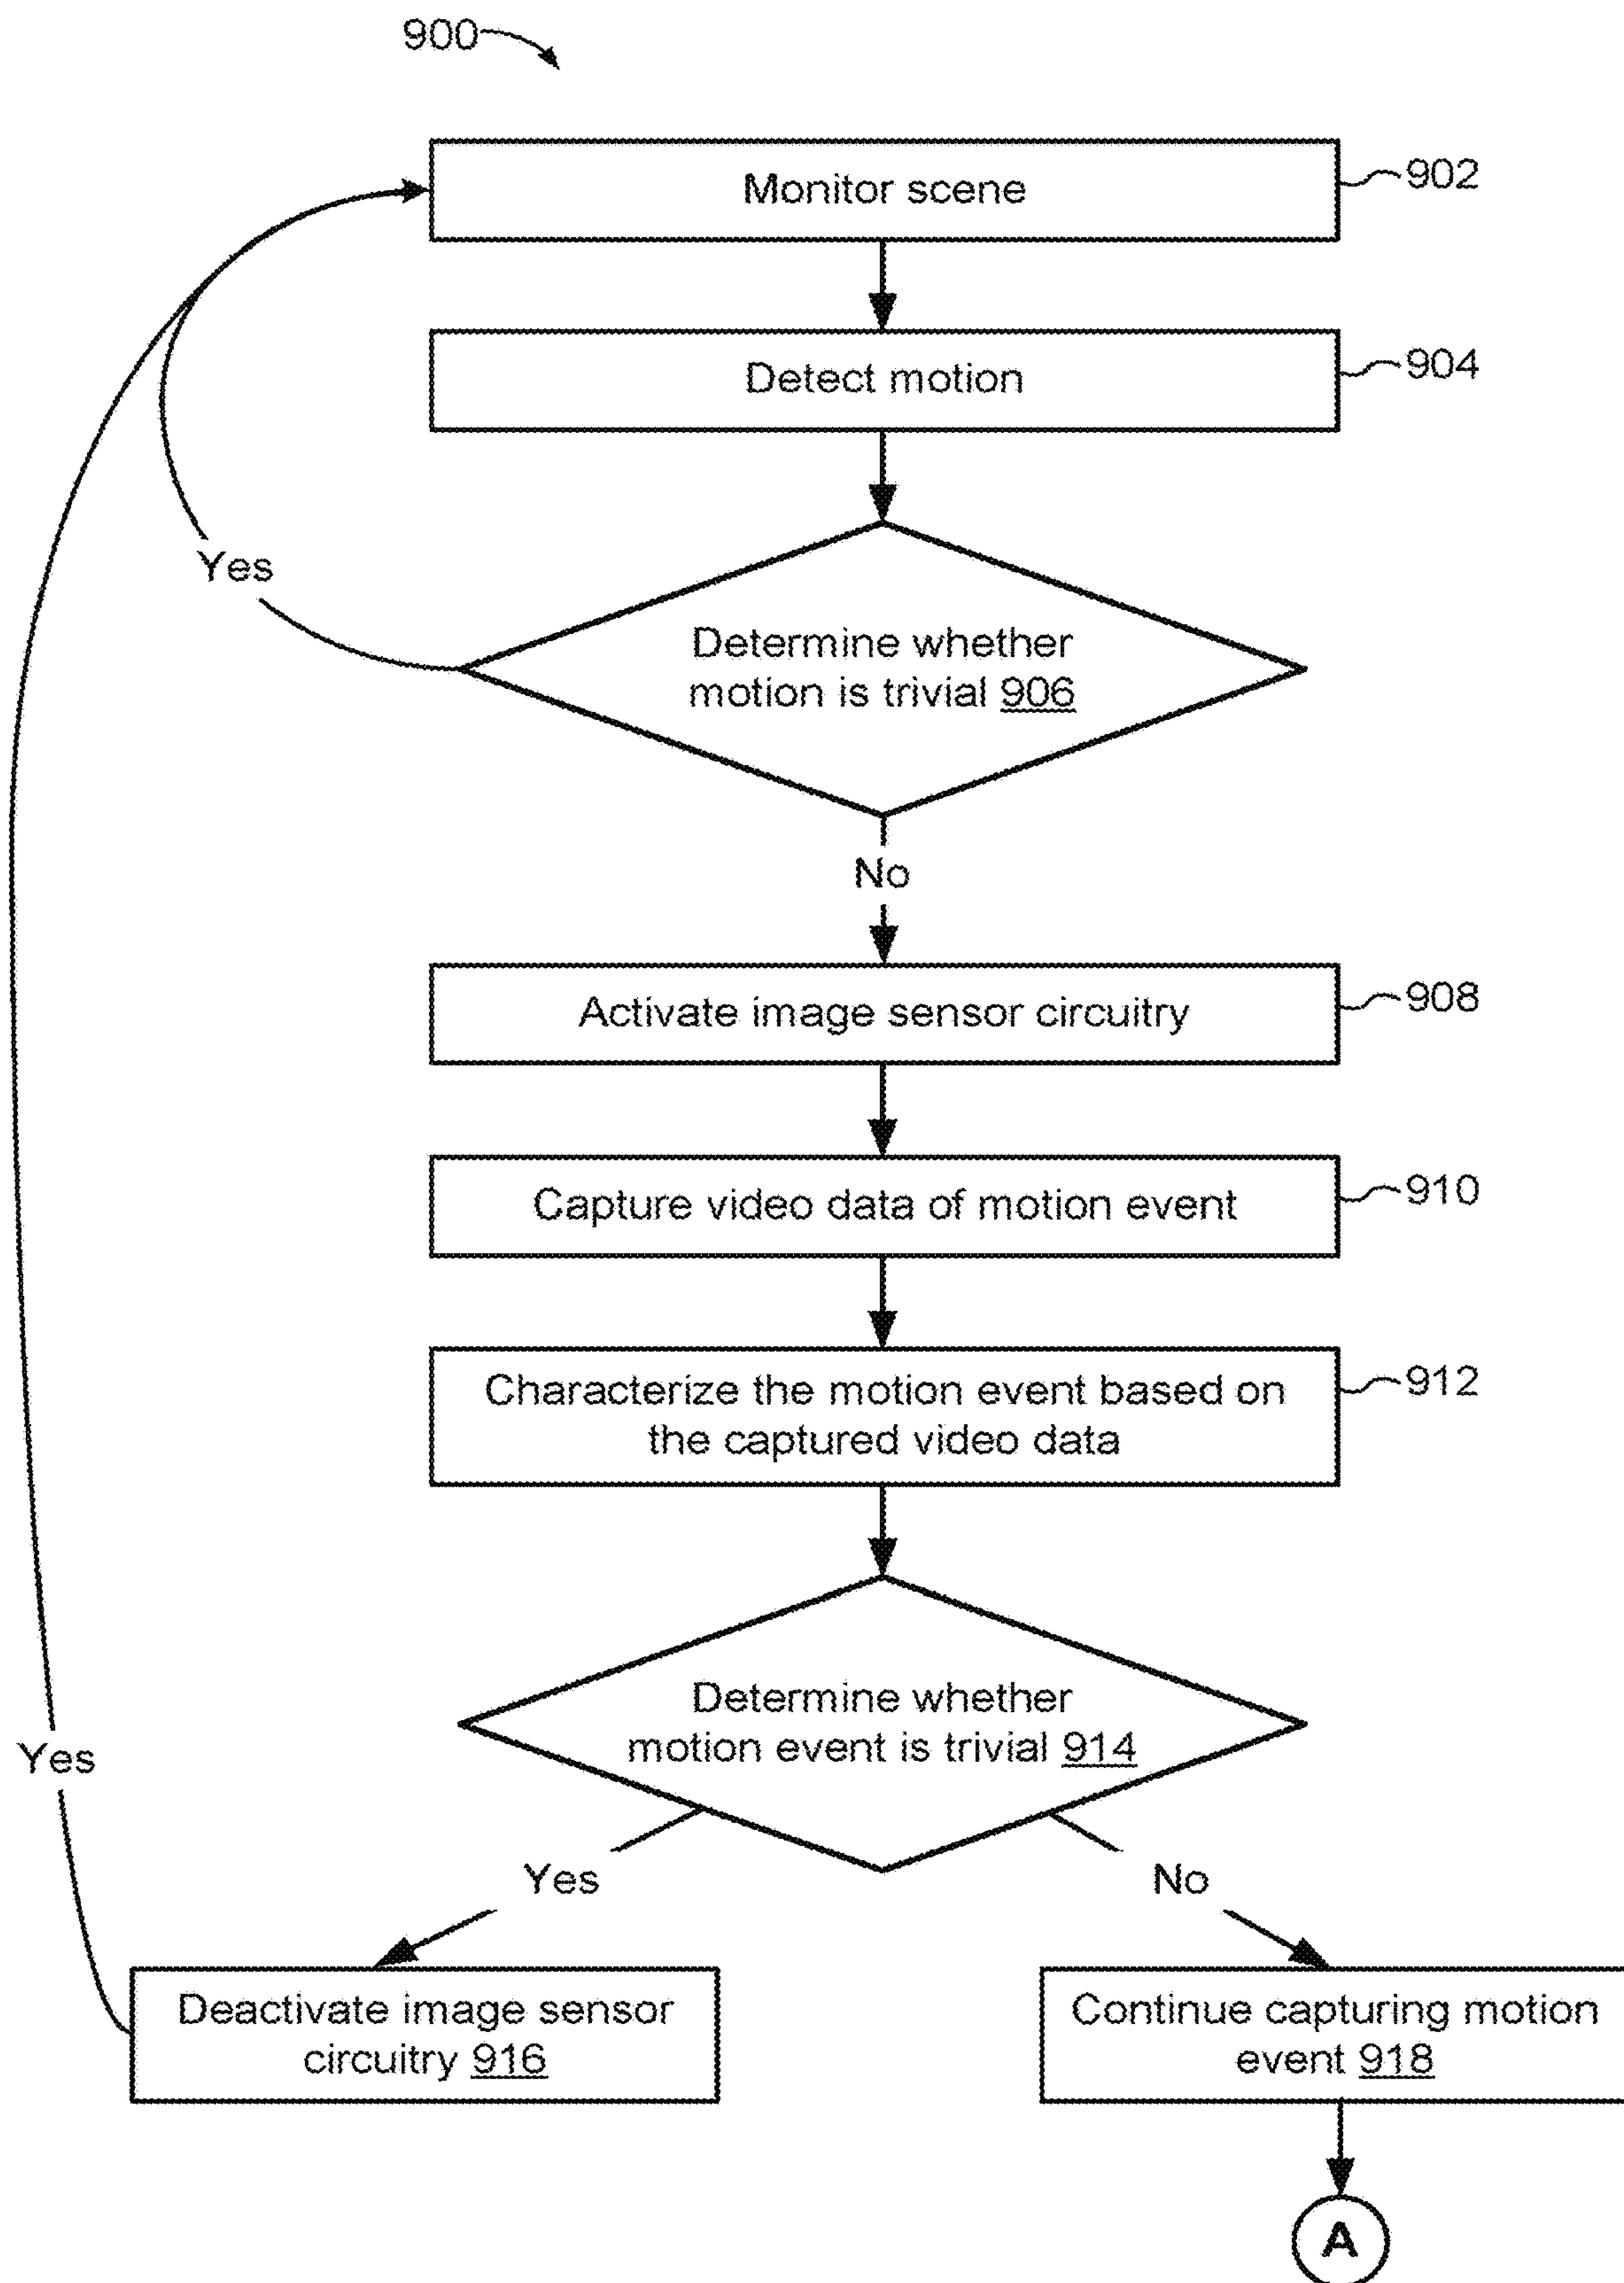 900
Monitor scene
902
Detect motion
904
Yes
Determine whether
motion is trivial 906
No
Activate image sensor circuitry
908
Capture video data of motion event
910
Characterize the motion event based on
the captured video data
912
Determine whether
motion event is trivial 914
Yes
Yes
No
Deactivate image sensor
circuitry 916
Continue capturing motion
event 918
A